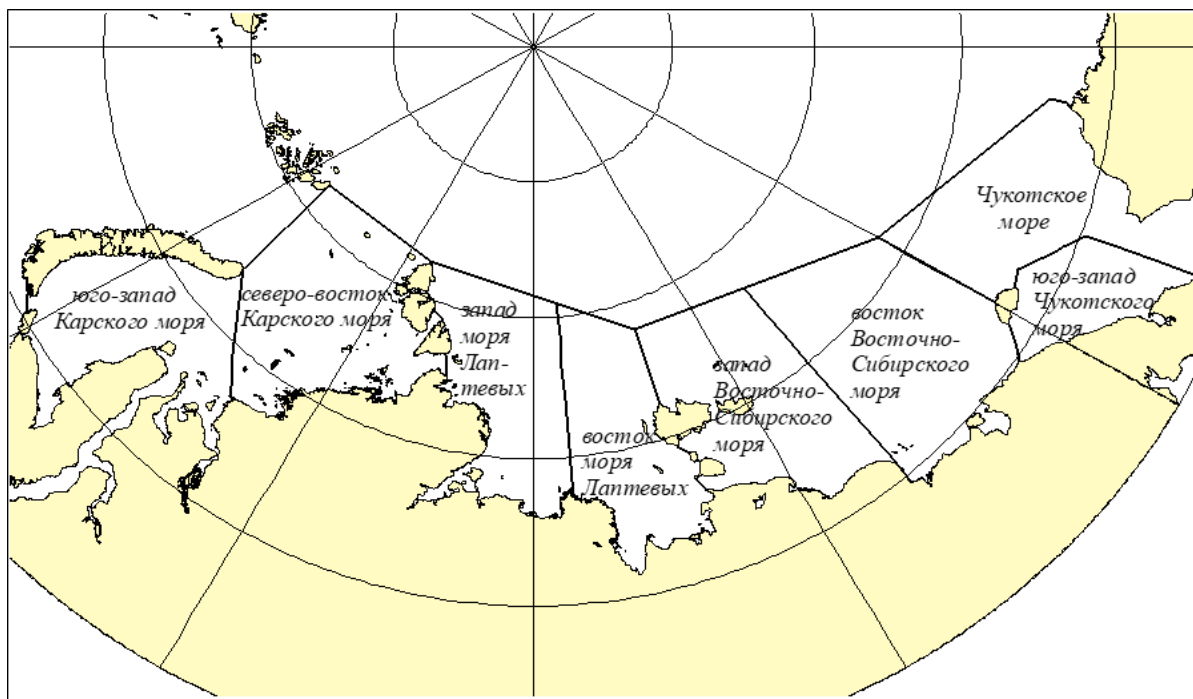 Чукотское
море
юго-запад
Чукотского
моря
юго-запад
Карского моря
северо-восток
Карского моря
запад
моря
Лап-
тевых
восток
Восточно-
Сибирского
моря
запад
Восточно-
Сибирского
моря
восток
моря
Лаптевых